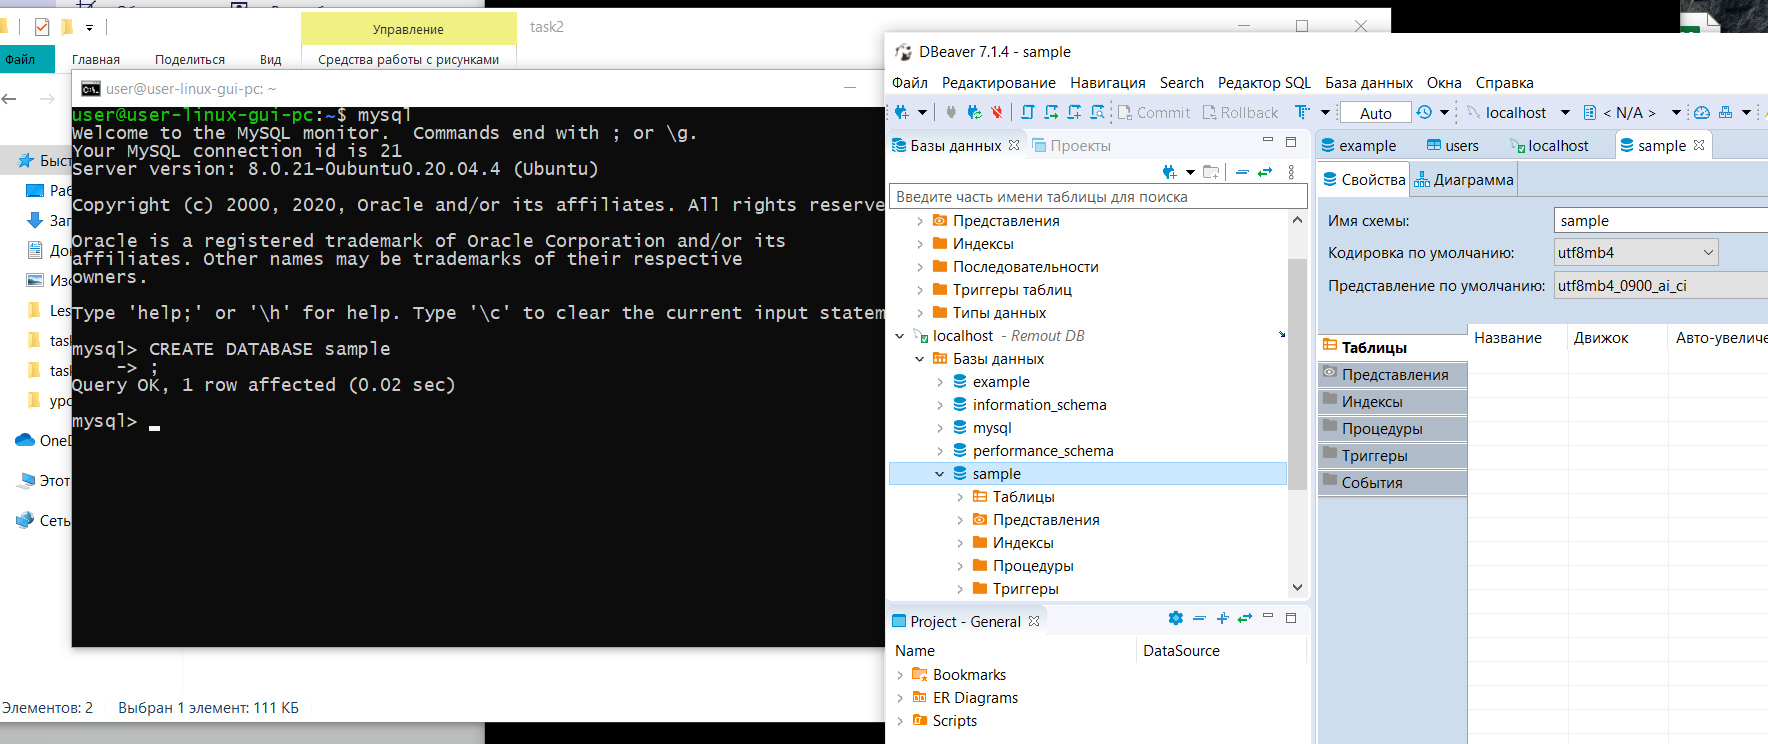 Управление
task2
Файл
Главная
Поделиться
Вид
Средства работы с рисунками
Быст
Раб
Заг
До
Изо
Les
task
task
уро
OneD
Этот
Сеть
Элементов: 2
Выбран 1 элемент: 111 КБ
user@user-linux-gui-pc: ~
user@user-linux-gui-pc:~$ mysql
Welcome to the MySQL monitor.  Commands end with ; or \g.
Your MySQL connection id is 21
Server version: 8.0.21-0ubuntu0.20.04.4 (Ubuntu)
Copyright (c) 2000, 2020, Oracle and/or its affiliates. All rights reserve
Oracle is a registered trademark of Oracle Corporation and/or its
affiliates. Other names may be trademarks of their respective
owners.
Type 'help;' or '\h' for help. Type '\c' to clear the current input statem
mysql> CREATE DATABASE sample
    -> ;
Query OK, 1 row affected (0.02 sec)
mysql>
DBeaver 7.1.4 - sample
Файл Редактирование Навигация Search Редактор SQL База данных Окна Справка
Commit Rollback Auto localhost < N/A >
Базы данных Проекты
Введите часть имени таблицы для поиска
Представления
Индексы
Последовательности
Триггеры таблиц
Типы данных
localhost - Remout DB
Базы данных
example
information_schema
mysql
performance_schema
sample
Таблицы
Представления
Индексы
Процедуры
Триггеры
Project - General
Name DataSource
Bookmarks
ER Diagrams
Scripts
example users localhost sample
Свойства Диаграмма
Имя схемы: sample
Кодировка по умолчанию: utf8mb4
Представление по умолчанию: utf8mb4_0900_ai_ci
Таблицы
Представления
Индексы
Процедуры
Триггеры
События
Название Движок Авто-увеличе